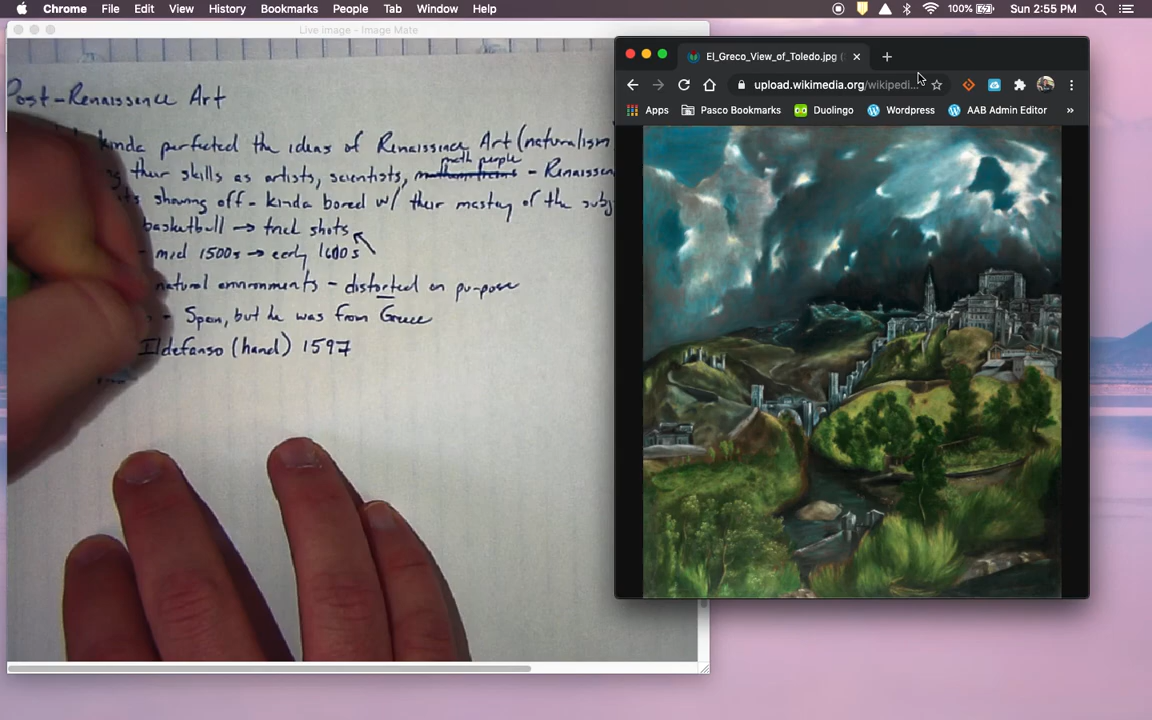 Chrome File Edit View History Bookmarks People Tab Window Help 100% Sun 2:55 PM
Live Image - Image Mate
Post-Renaissance Art
kinda perfected the ideas of Renaissance Art (naturalism
math people
their skills as artists, scientists, - Renaissan
showing off - kinda bored w/ their mastery of the subj
basketball → trick shots
mid 1500s → early 1600s
natural environments - distorted on purpose
- Spain, but he was from Greece
Ildefanso (hand) 1597
El_Greco_View_of_Toledo.jpg (
upload.wikimedia.org/wikipedi...
Apps Pasco Bookmarks Duolingo Wordpress AAB Admin Editor »